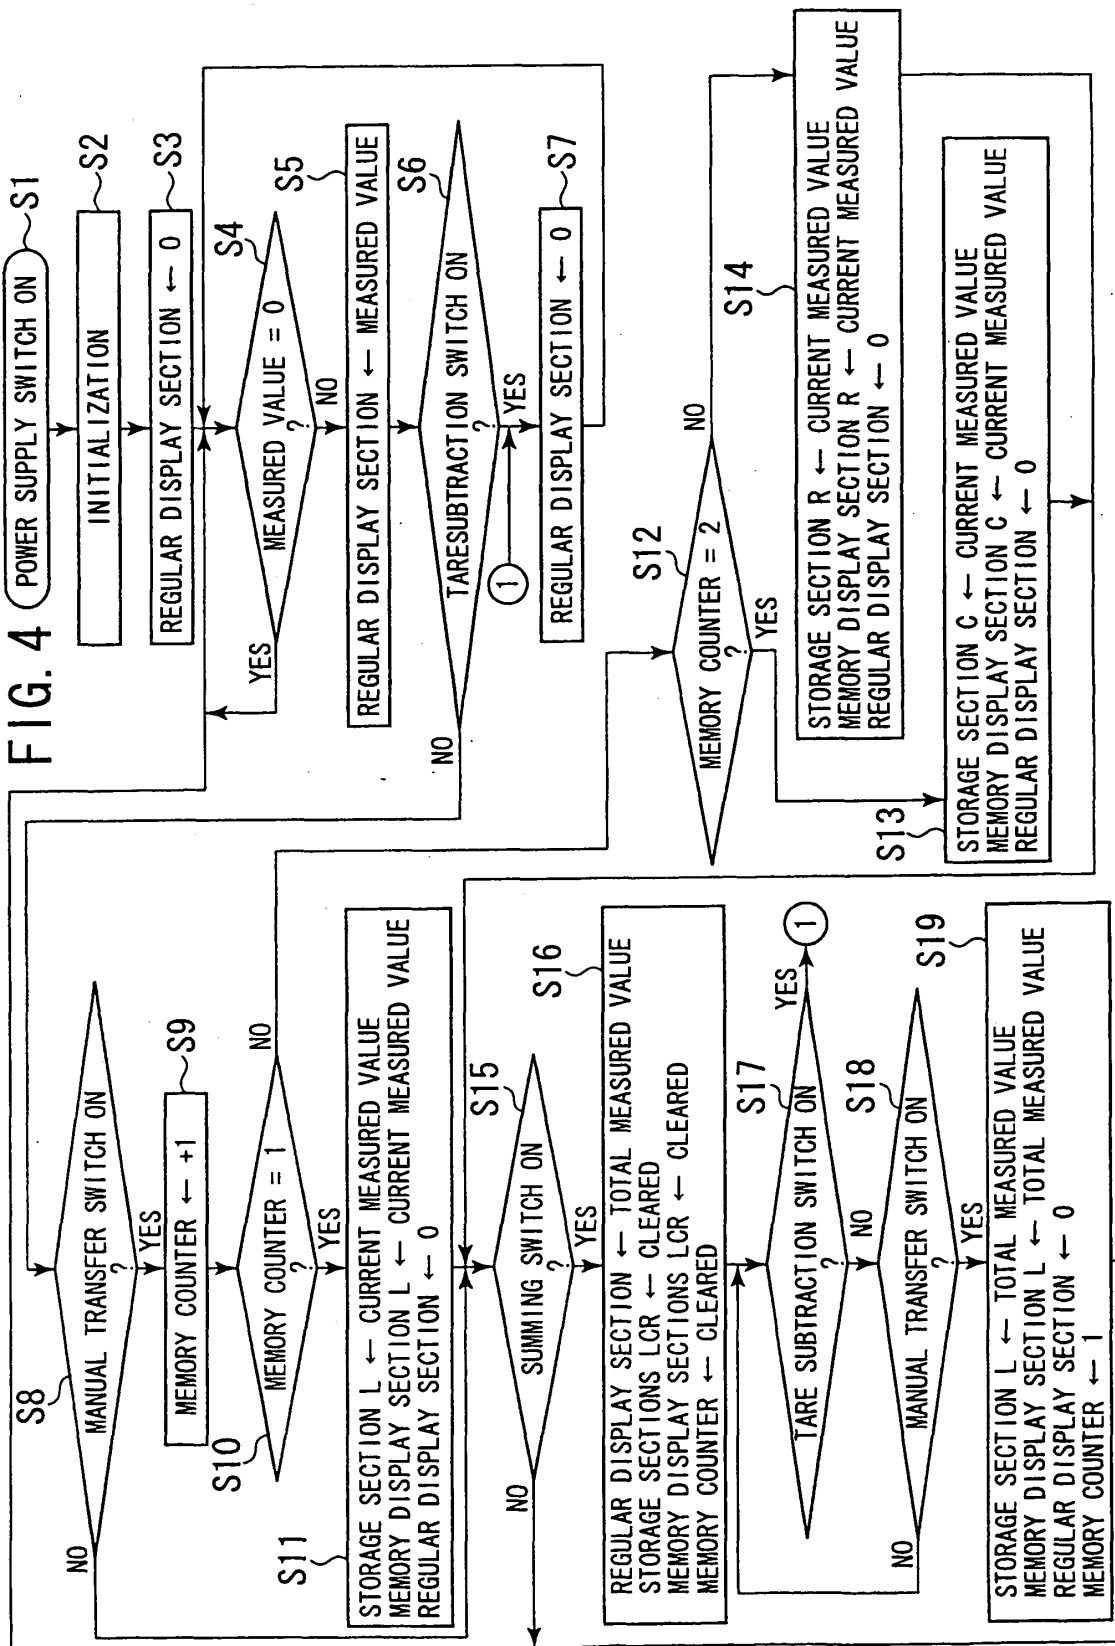 FIG. 4
POWER SUPPLY SWITCH ON
S1
INITIALIZATION
S2
REGULAR DISPLAY SECTION ← 0
S3
MEASURED VALUE = 0
?
S4
YES
NO
REGULAR DISPLAY SECTION ← MEASURED VALUE
S5
TARESUBTRACTION SWITCH ON
?
S6
NO
YES
1
REGULAR DISPLAY SECTION ← 0
S7
S8
MANUAL TRANSFER SWITCH ON
?
NO
YES
MEMORY COUNTER ← +1
S9
S10
MEMORY COUNTER = 1
?
NO
YES
S11
STORAGE SECTION L ← CURRENT MEASURED VALUE
MEMORY DISPLAY SECTION L ← CURRENT MEASURED VALUE
REGULAR DISPLAY SECTION ← 0
S12
MEMORY COUNTER = 2
?
NO
YES
S14
STORAGE SECTION R ← CURRENT MEASURED VALUE
MEMORY DISPLAY SECTION R ← CURRENT MEASURED VALUE
REGULAR DISPLAY SECTION ← 0
S13
STORAGE SECTION C ← CURRENT MEASURED VALUE
MEMORY DISPLAY SECTION C ← CURRENT MEASURED VALUE
REGULAR DISPLAY SECTION ← 0
S15
SUMMING SWITCH ON
?
NO
YES
S16
REGULAR DISPLAY SECTION ← TOTAL MEASURED VALUE
STORAGE SECTIONS LCR ← CLEARED
MEMORY DISPLAY SECTIONS LCR ← CLEARED
MEMORY COUNTER ← CLEARED
S17
TARE SUBTRACTION SWITCH ON
?
YES
1
NO
S18
MANUAL TRANSFER SWITCH ON
?
NO
YES
S19
STORAGE SECTION L ← TOTAL MEASURED VALUE
MEMORY DISPLAY SECTION L ← TOTAL MEASURED VALUE
REGULAR DISPLAY SECTION ← 0
MEMORY COUNTER ← 1